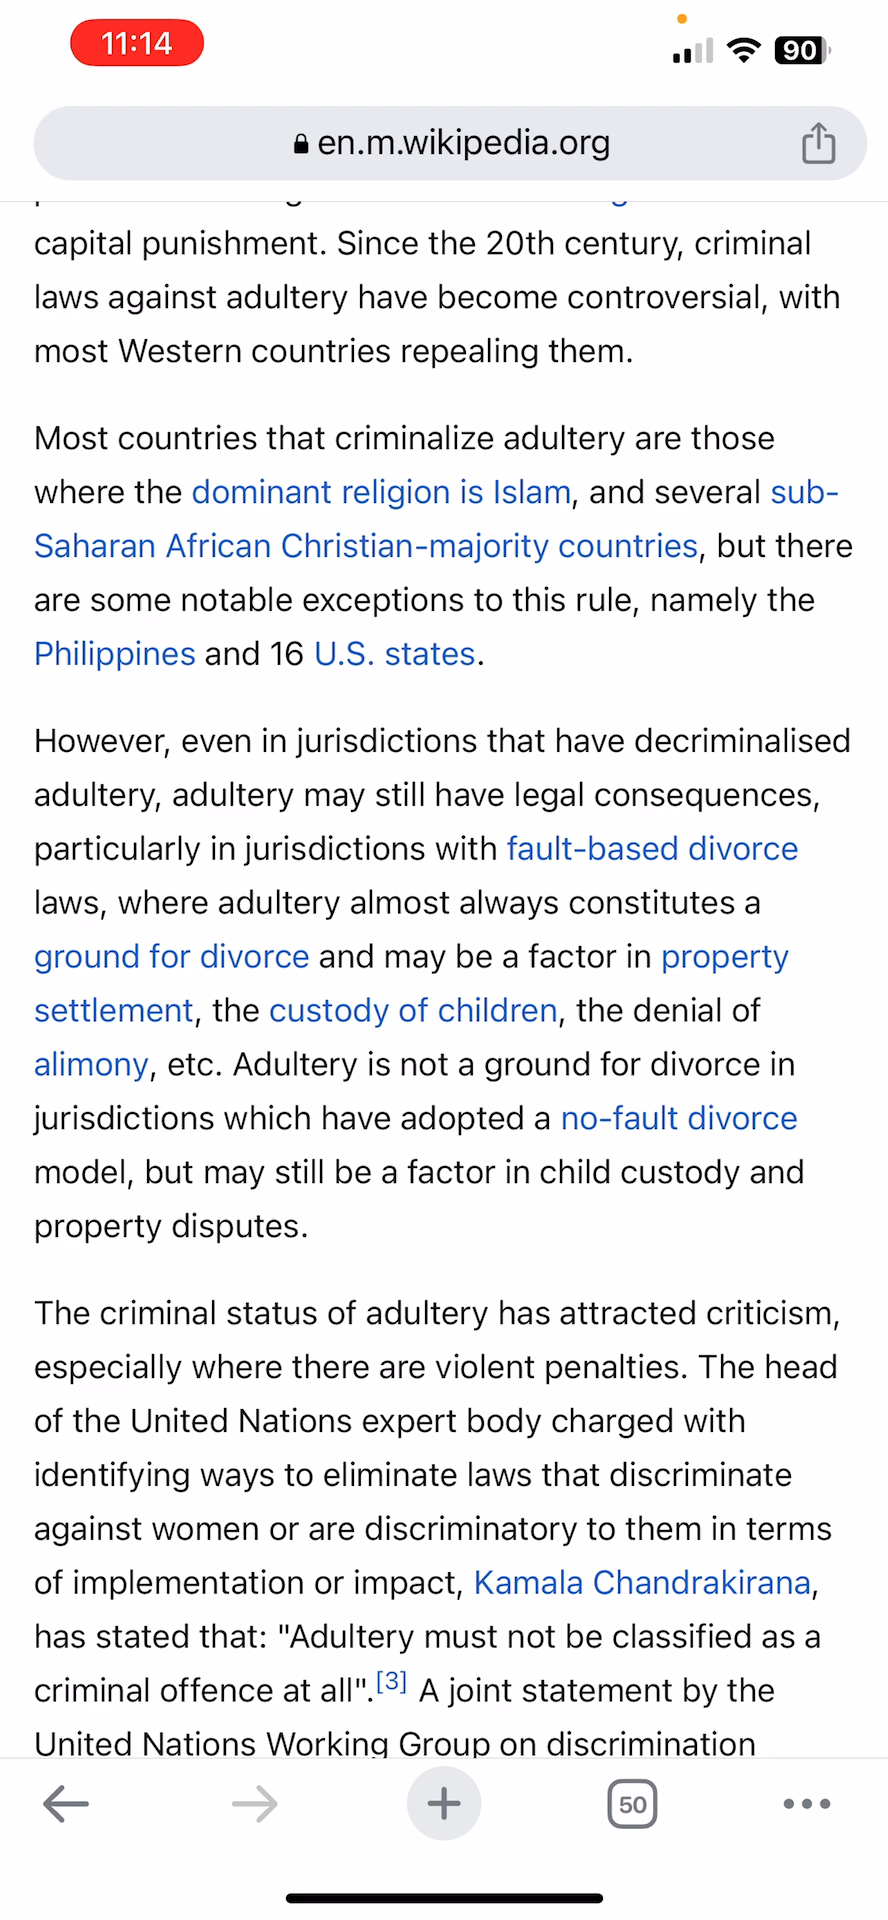 11:14
90
en.m.wikipedia.org
capital punishment. Since the 20th century, criminal
laws against adultery have become controversial, with
most Western countries repealing them.
Most countries that criminalize adultery are those
where the dominant religion is Islam, and several sub-
Saharan African Christian-majority countries, but there
are some notable exceptions to this rule, namely the
Philippines and 16 U.S. states.
However, even in jurisdictions that have decriminalised
adultery, adultery may still have legal consequences,
particularly in jurisdictions with fault-based divorce
laws, where adultery almost always constitutes a
ground for divorce and may be a factor in property
settlement, the custody of children, the denial of
alimony, etc. Adultery is not a ground for divorce in
jurisdictions which have adopted a no-fault divorce
model, but may still be a factor in child custody and
property disputes.
The criminal status of adultery has attracted criticism,
especially where there are violent penalties. The head
of the United Nations expert body charged with
identifying ways to eliminate laws that discriminate
against women or are discriminatory to them in terms
of implementation or impact, Kamala Chandrakirana,
has stated that: "Adultery must not be classified as a
criminal offence at all".[3] A joint statement by the
United Nations Working Group on discrimination
50